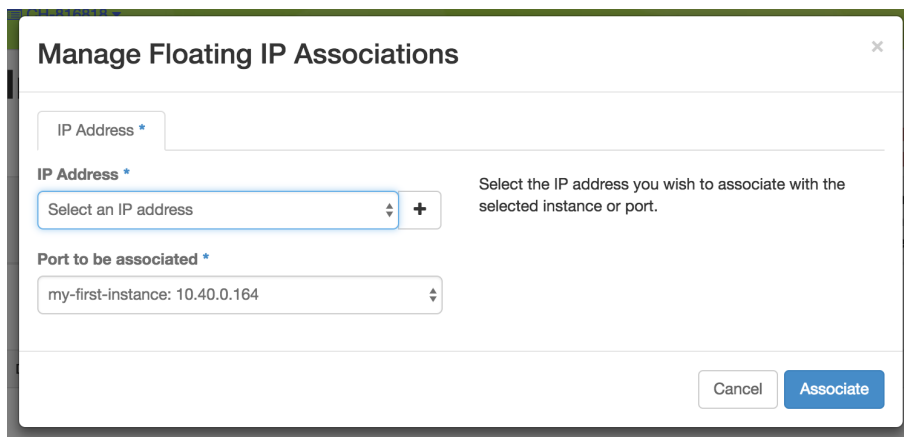 CH-816818
Manage Floating IP Associations
×
IP Address *
IP Address *
Select an IP address
+
Select the IP address you wish to associate with the
selected instance or port.
Port to be associated *
my-first-instance: 10.40.0.164
Cancel
Associate